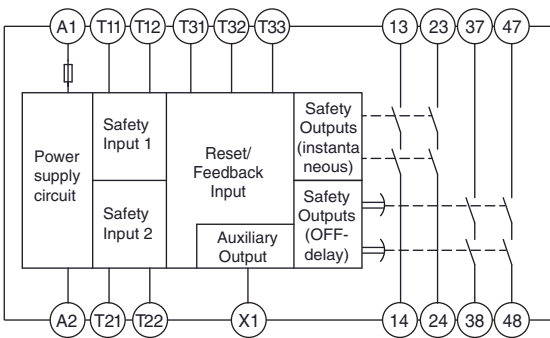 A1 T11 T12 T31 T32 T33 13 23 37 47
Power
supply
circuit
Safety
Input 1
Safety
Input 2
Reset/
Feedback
Input
Auxiliary
Output
Safety
Outputs
(instanta
neous)
Safety
Outputs
(OFF-
delay)
A2 T21 T22 X1 14 24 38 48